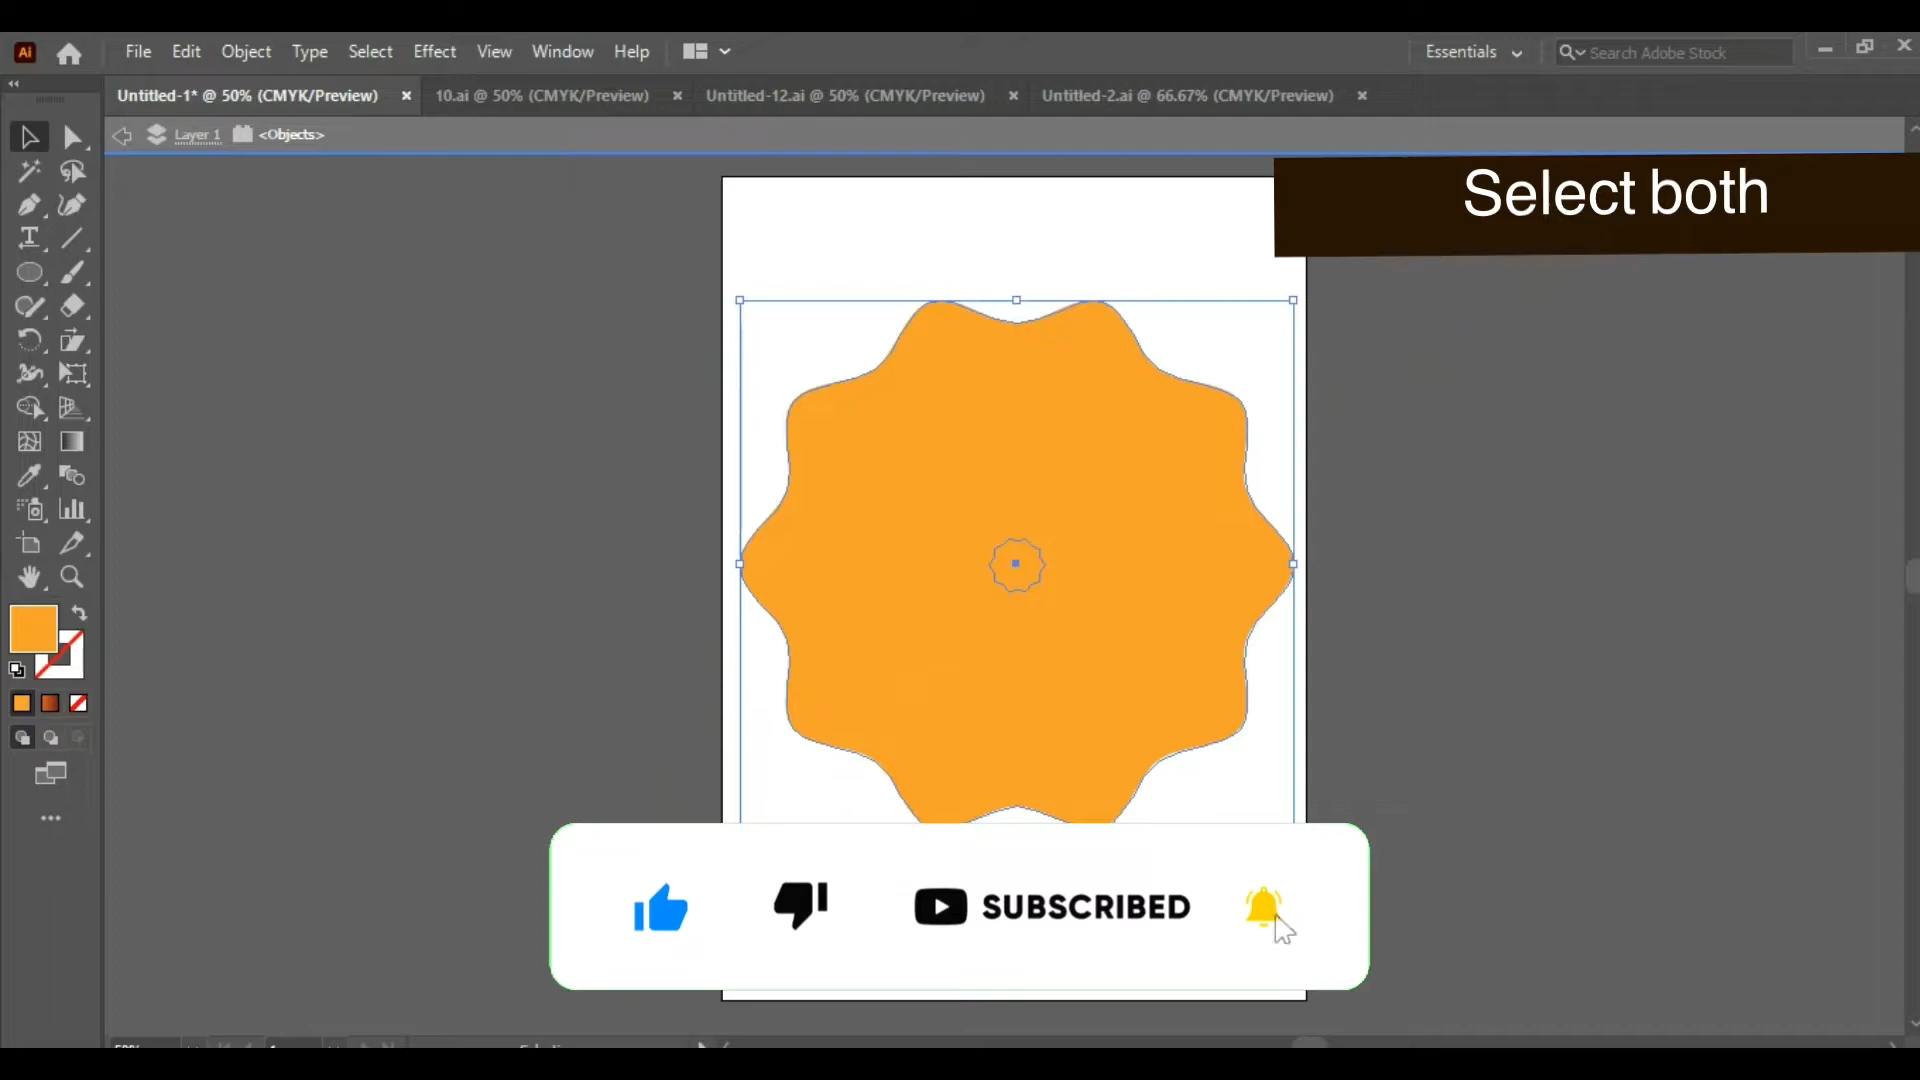 Ai File Edit Object Type Select Effect View Window Help Essentials Search Adobe Stock
Untitled-1* @ 50% (CMYK/Preview) × 10.ai @ 50% (CMYK/Preview) × Untitled-12.ai @ 50% (CMYK/Preview) × Untitled-2.ai @ 66.67% (CMYK/Preview) ×
Layer 1 <Objects>
Select both
SUBSCRIBED